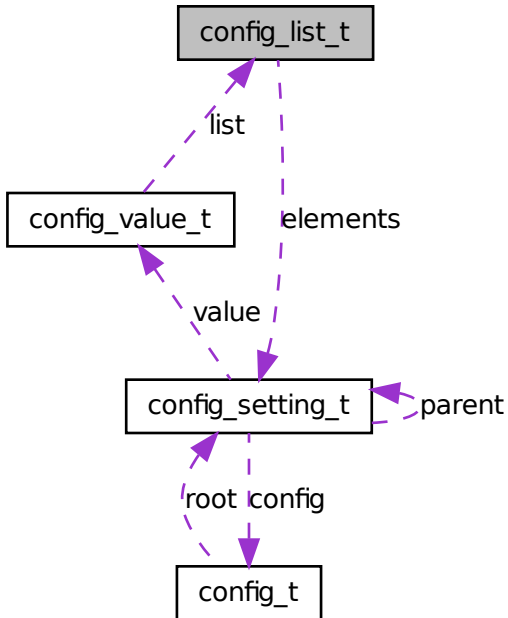 config_list_t
list
config_value_t
elements
value
config_setting_t
parent
root
config
config_t